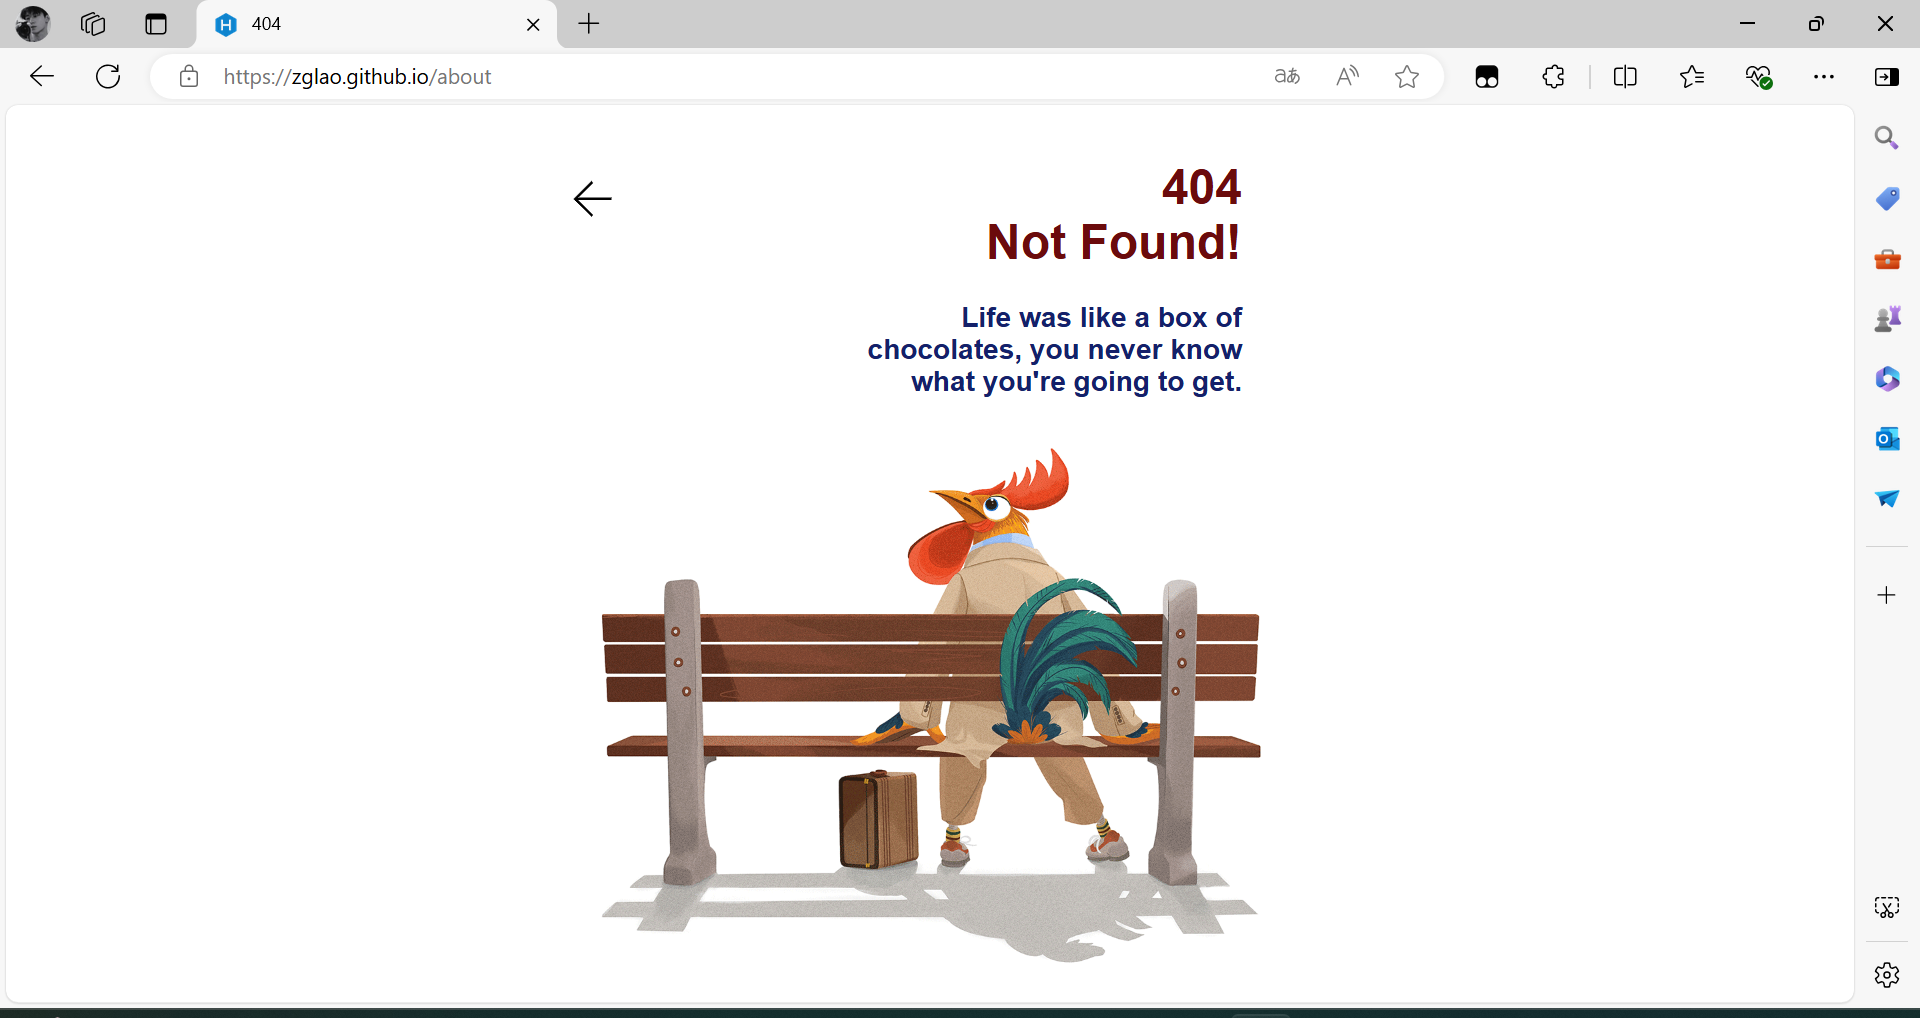 404
https://zglao.github.io/about
404
Not Found!
Life was like a box of
chocolates, you never know
what you're going to get.